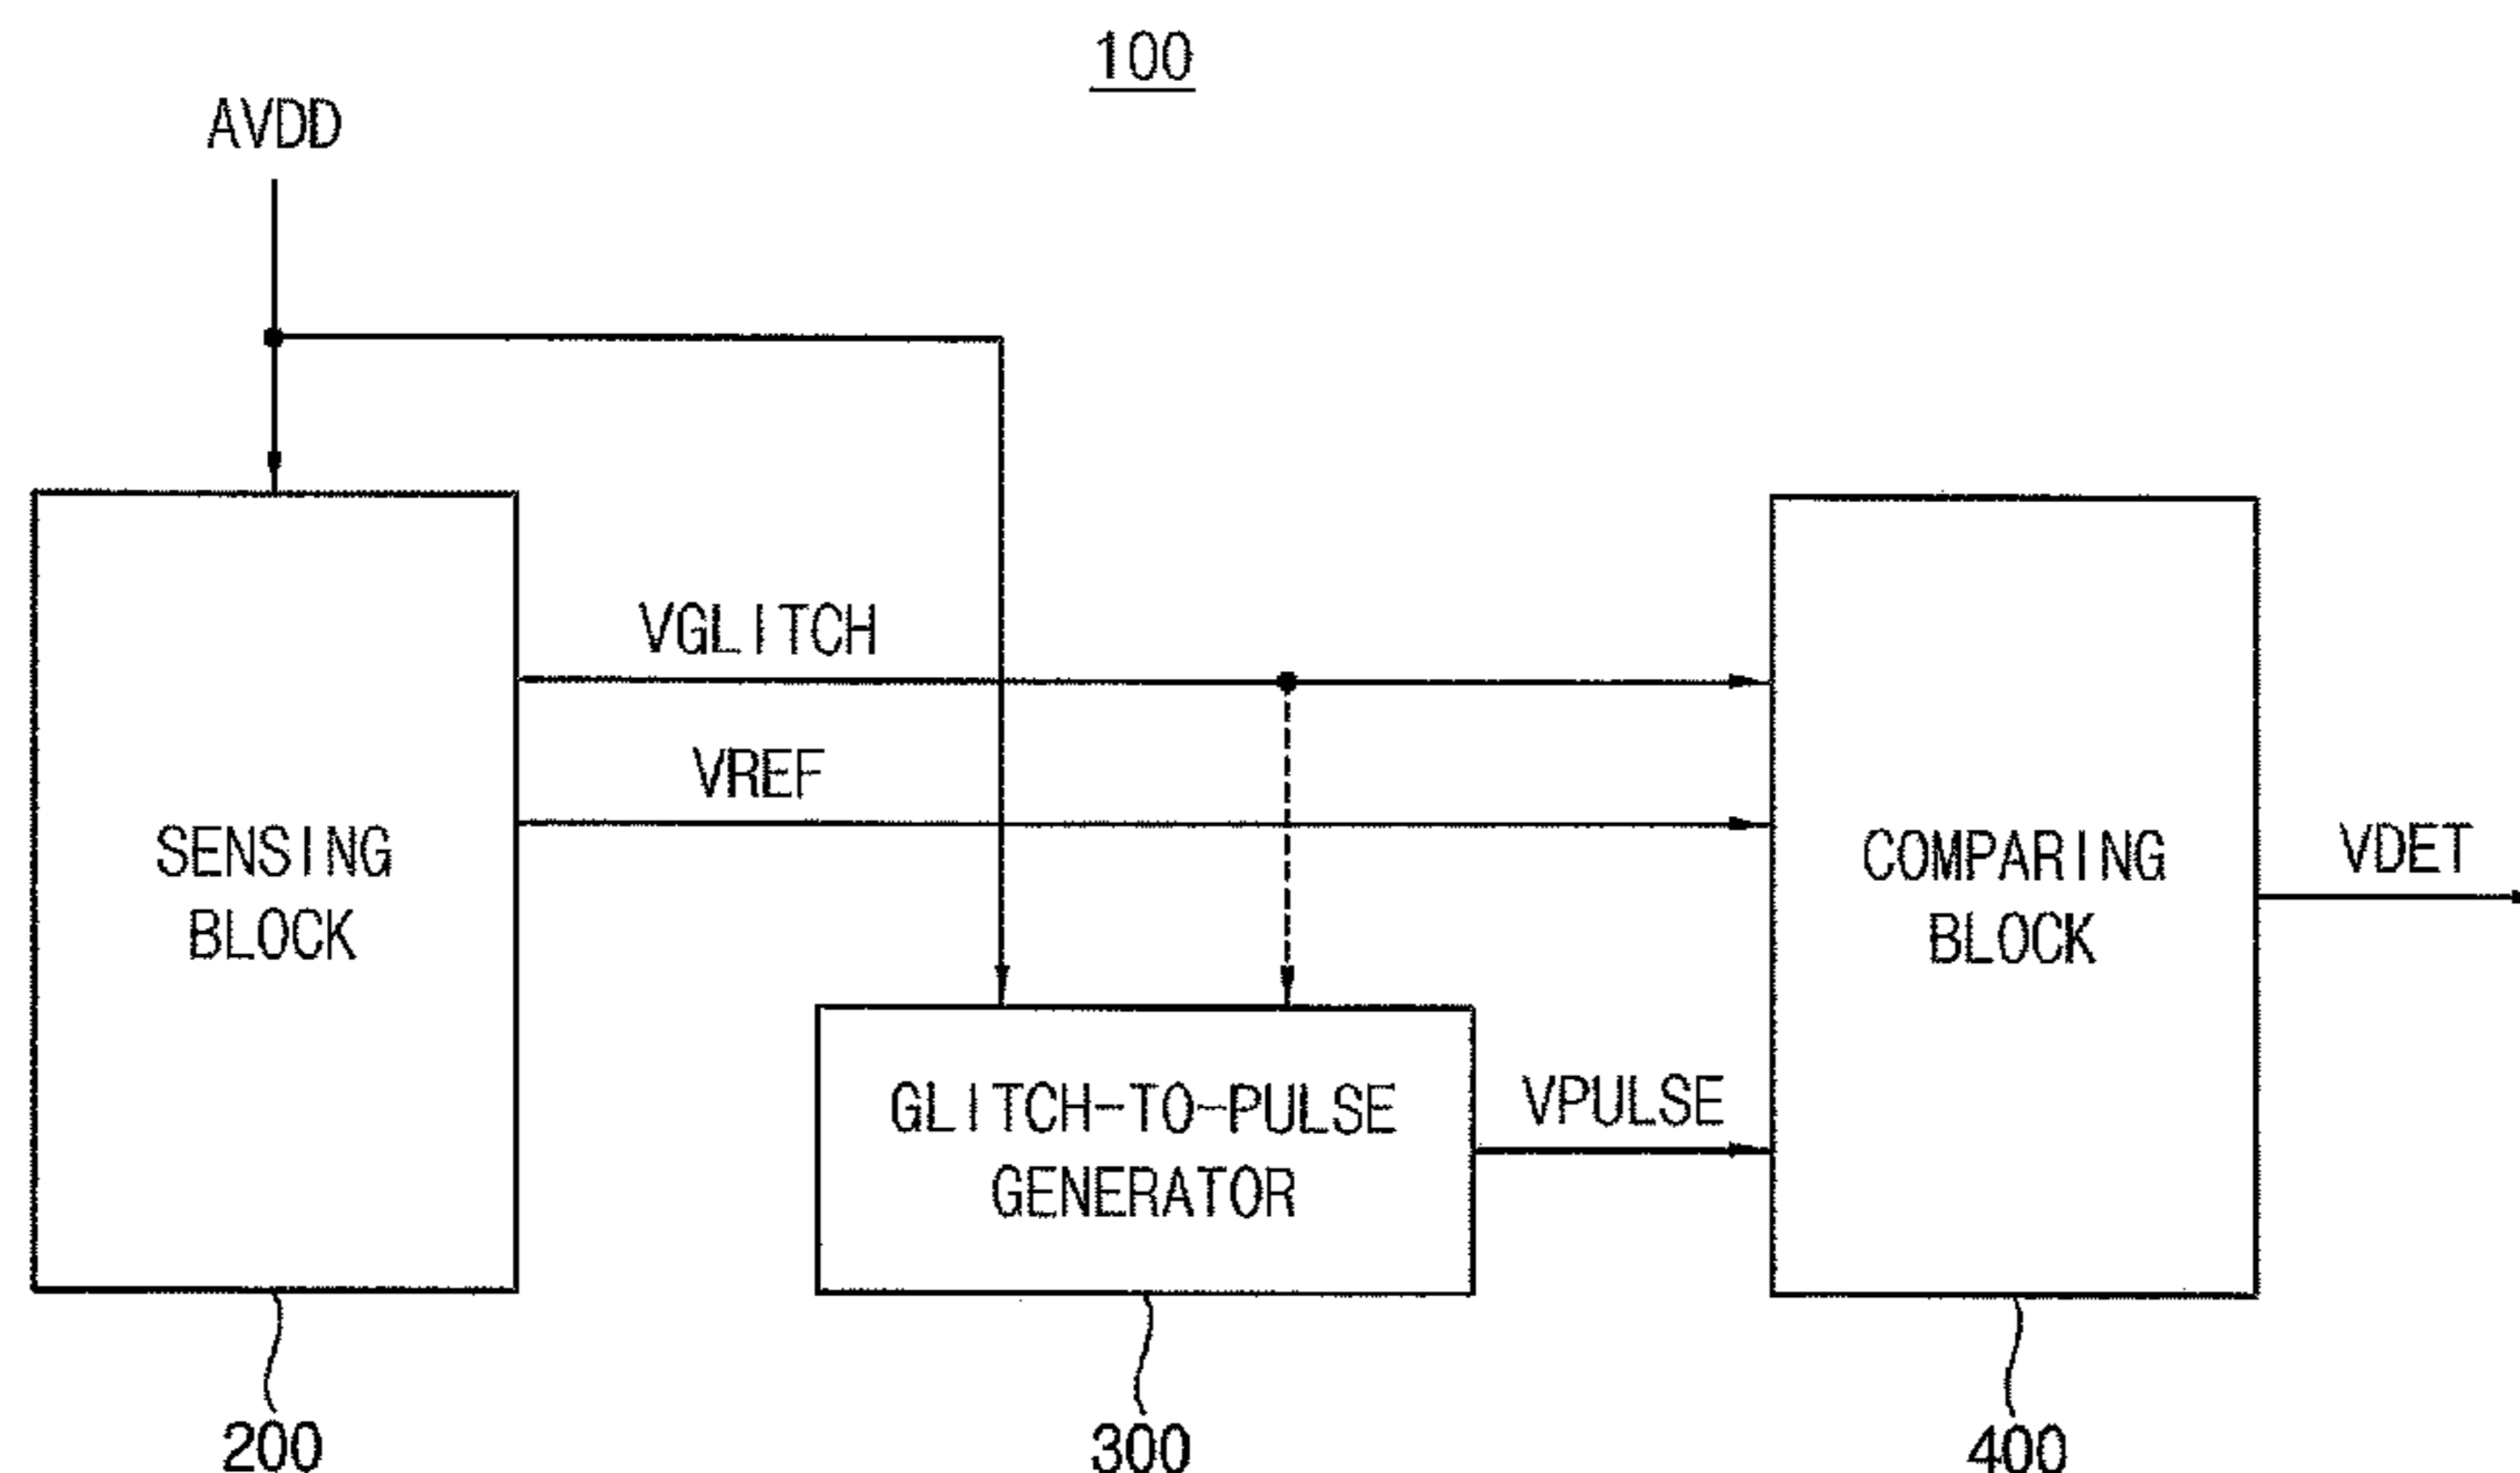 100
AVDD
VGLITCH
VREF
SENSING
BLOCK
COMPARING
BLOCK
VDET
GLITCH-TO-PULSE
GENERATOR
VPULSE
200
300
400